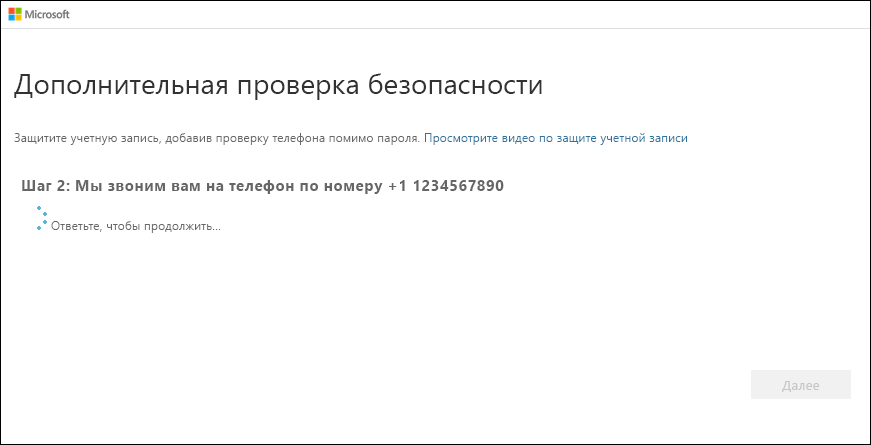 Microsoft
Дополнительная проверка безопасности
Защитите учетную запись, добавив проверку телефона помимо пароля. Просмотрите видео по защите учетной записи
Шаг 2: Мы звоним вам на телефон по номеру +1 1234567890
Ответьте, чтобы продолжить...
Далее